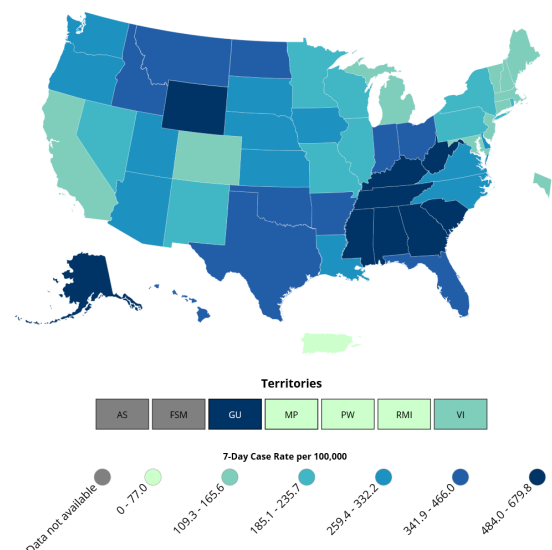 Territories
AS FSM GU MP PW RMI VI
7-Day Case Rate per 100,000
Data not available
0 - 77.0
109.3 - 165.6
185.1 - 235.7
259.4 - 332.2
341.9 - 466.0
484.0 - 679.8